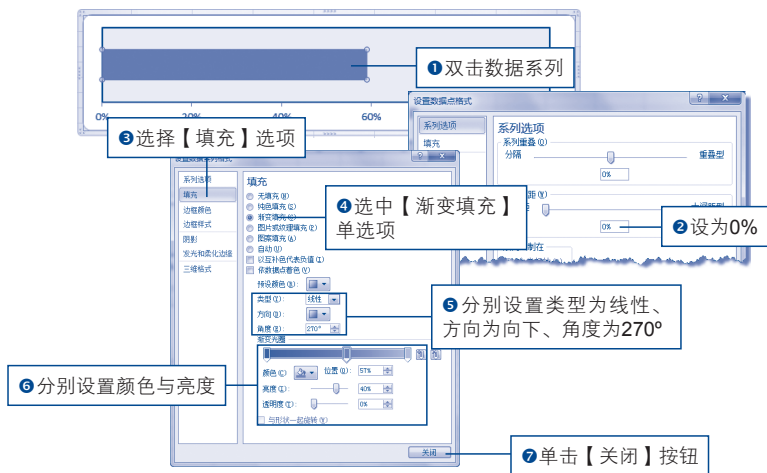 ❶双击数据系列
0% 20% 40% 60%
设置数据点格式
系列选项
填充
系列选项
系列重叠(O)
分隔 重叠型
0%
0%
❷设为0%
❸选择【填充】选项
设置数据系列格式
系列选项
填充
边框颜色
边框样式
阴影
发光和柔化边缘
三维格式
填充
无填充(N)
纯色填充(S)
渐变填充(G)
图片或纹理填充(P)
图案填充(A)
自动(U)
以互补色代表负值(I)
依数据点着色(V)
预设颜色(R):
类型(Y): 线性
方向(D):
角度(E): 270°
渐变光圈
颜色(C) 位置(O): 57%
亮度(I): 40%
透明度(T): 0%
与形状一起旋转(W)
关闭
❹选中【渐变填充】
单选项
❺分别设置类型为线性、
方向为向下、角度为270°
❻分别设置颜色与亮度
❼单击【关闭】按钮